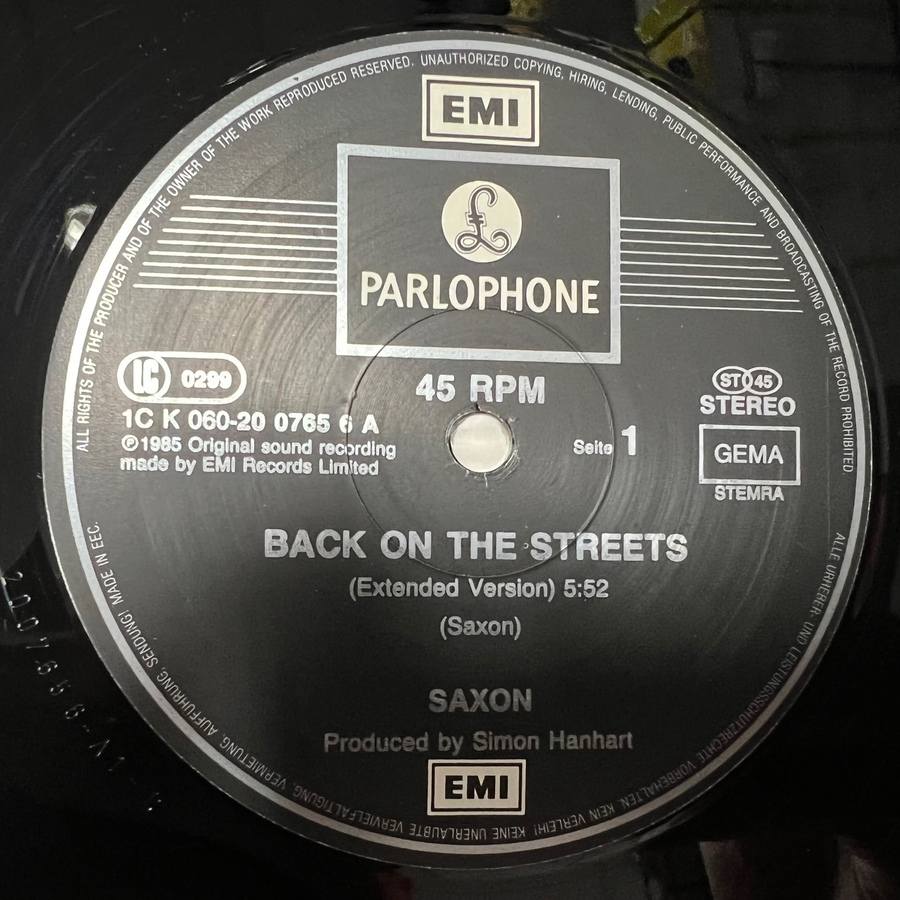 ALL RIGHTS OF THE PRODUCER AND OF THE OWNER OF THE WORK REPRODUCED RESERVED. UNAUTHORIZED COPYING, HIRING, LENDING, PUBLIC PERFORMANCE AND BROADCASTING OF THE RECORD PROHIBITED
EMI
£
PARLOPHONE
LC 0299
45 RPM
ST 45
STEREO
1C K 060-20 0765 6 A
℗1985 Original sound recording
made by EMI Records Limited
Seite 1
GEMA
STEMRA
BACK ON THE STREETS
(Extended Version) 5:52
(Saxon)
SAXON
Produced by Simon Hanhart
EMI
ALLE URHEBER- UND LEISTUNGSSCHUTZRECHTE VORBEHALTEN. KEIN VERLEIH! KEINE UNERLAUBTE VERVIELFÄLTIGUNG, VERMIETUNG, AUFFÜHRUNG, SENDUNG! MADE IN EEC.